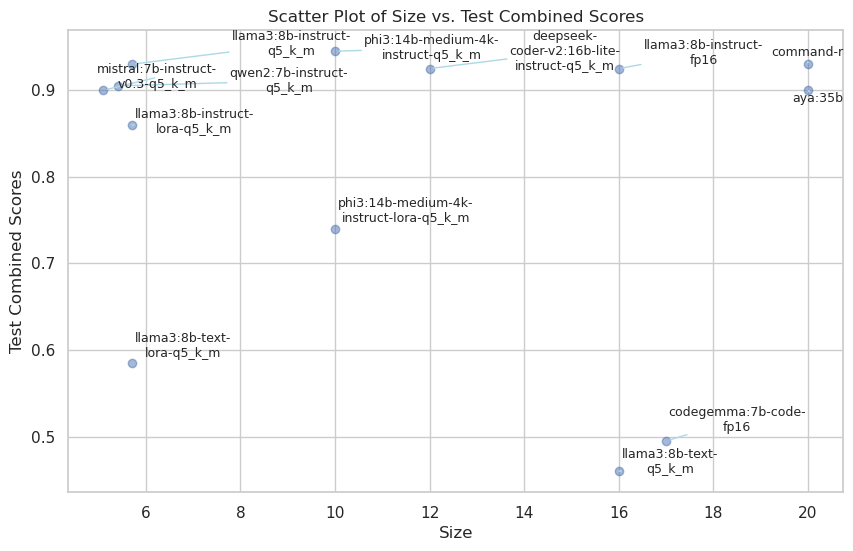 Scatter Plot of Size vs. Test Combined Scores
llama3:8b-instruct-
q5_k_m
phi3:14b-medium-4k-
instruct-q5_k_m
deepseek-
coder-v2:16b-lite-
instruct-q5_k_m
llama3:8b-instruct-
fp16
command-r
mistral:7b-instruct-
v0.3-q5_k_m
qwen2:7b-instruct-
q5_k_m
aya:35b
llama3:8b-instruct-
lora-q5_k_m
phi3:14b-medium-4k-
instruct-lora-q5_k_m
llama3:8b-text-
lora-q5_k_m
codegemma:7b-code-
fp16
llama3:8b-text-
q5_k_m
0.9
0.8
0.7
0.6
0.5
Test Combined Scores
6 8 10 12 14 16 18 20
Size